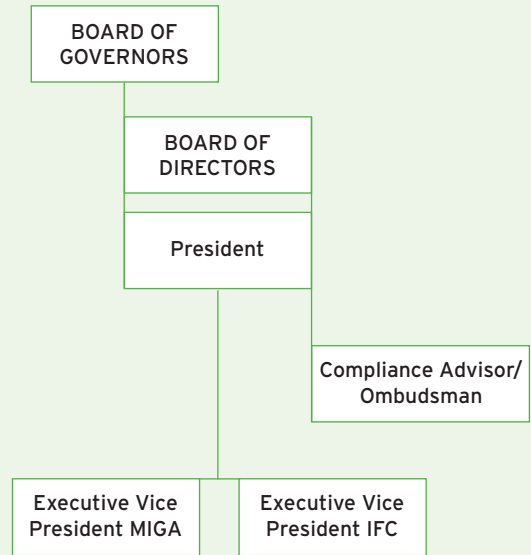 BOARD OF
GOVERNORS
BOARD OF
DIRECTORS
President
Compliance Advisor/
Ombudsman
Executive Vice
President MIGA
Executive Vice
President IFC